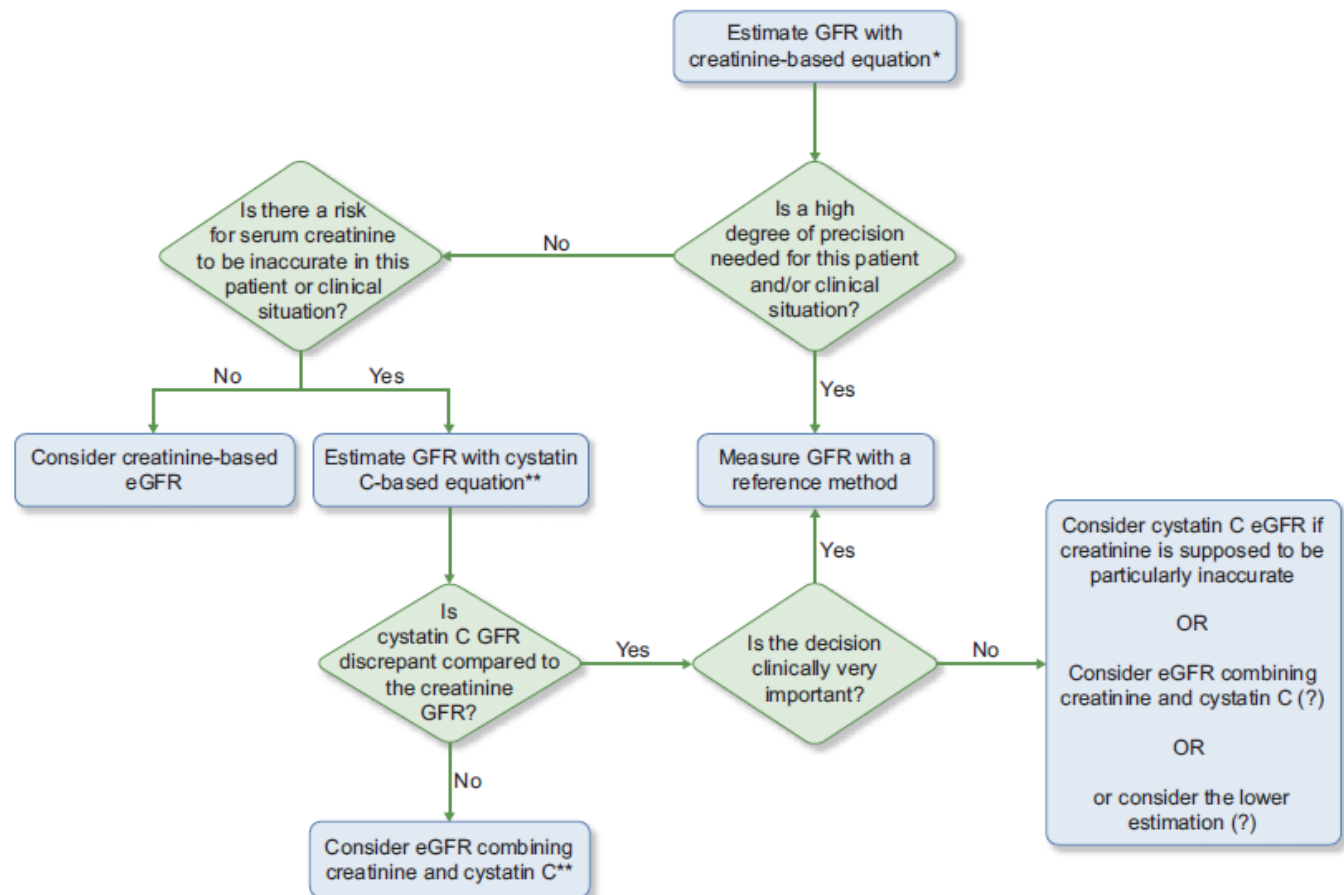 Estimate GFR with
creatinine-based equation*
Is a high
degree of precision
needed for this patient
and/or clinical
situation?
No
Is there a risk
for serum creatinine
to be inaccurate in this
patient or clinical
situation?
No
Yes
Yes
Consider creatinine-based
eGFR
Estimate GFR with cystatin
C-based equation**
Measure GFR with a
reference method
Yes
Is
cystatin C GFR
discrepant compared to
the creatinine
GFR?
Yes
Is the decision
clinically very
important?
No
Consider cystatin C eGFR if
creatinine is supposed to be
particularly inaccurate
OR
Consider eGFR combining
creatinine and cystatin C (?)
OR
or consider the lower
estimation (?)
No
Consider eGFR combining
creatinine and cystatin C**